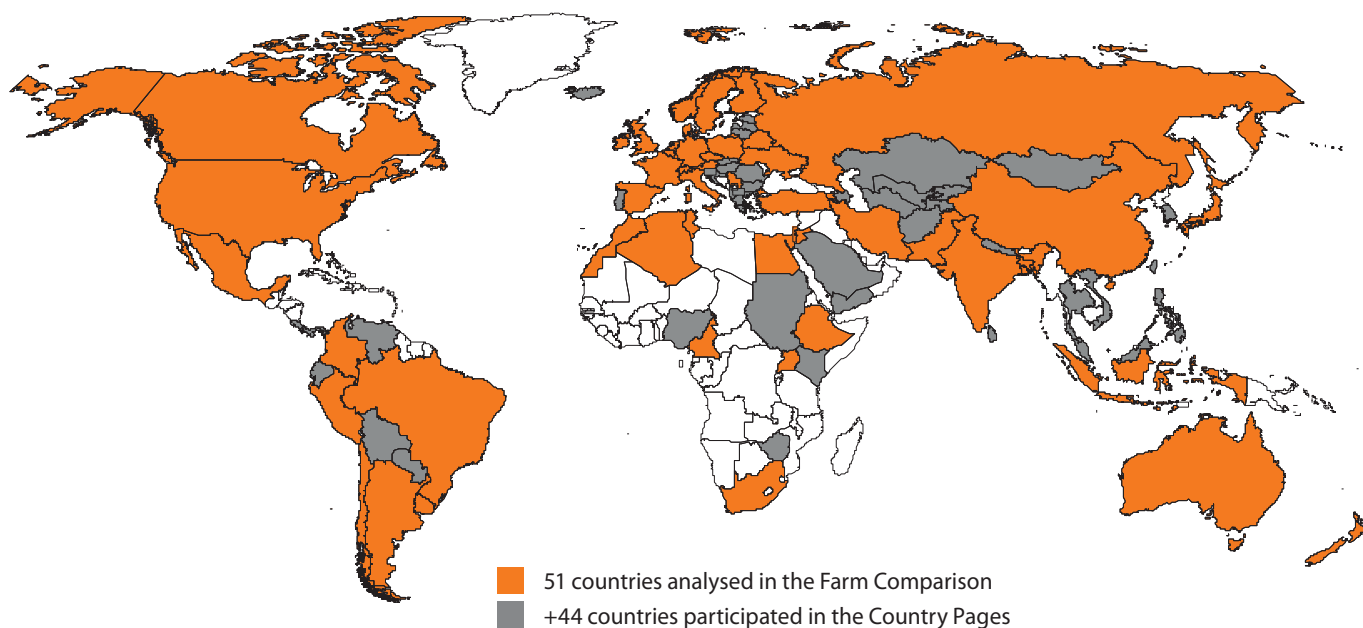 51 countries analysed in the Farm Comparison
+44 countries participated in the Country Pages